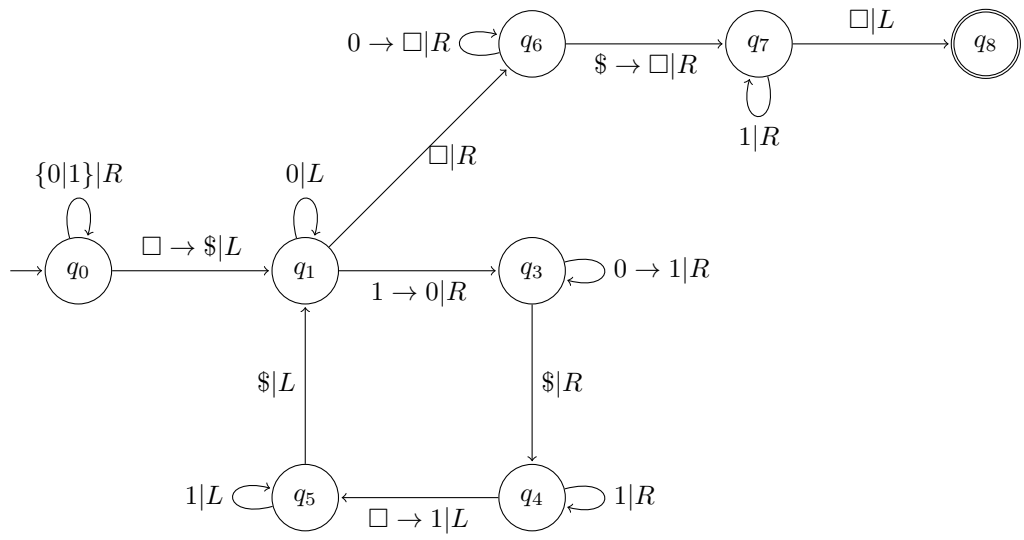 0 → □|R
q₆
$ → □|R
q₇
□|L
q₈
1|R
□|R
{0|1}|R
0|L
q₀
□ → $|L
q₁
1 → 0|R
q₃
0 → 1|R
$|L
$|R
1|L
q₅
□ → 1|L
q₄
1|R